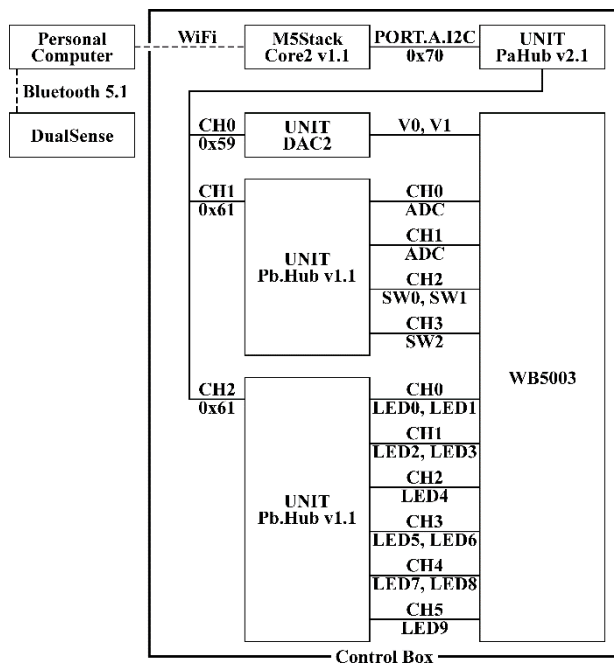 Personal
Computer
WiFi
M5Stack
Core2 v1.1
PORT.A.I2C
0x70
UNIT
PaHub v2.1
Bluetooth 5.1
DualSense
CH0
0x59
UNIT
DAC2
V0, V1
CH1
0x61
UNIT
Pb.Hub v1.1
CH0
ADC
CH1
ADC
CH2
SW0, SW1
CH3
SW2
WB5003
CH2
0x61
UNIT
Pb.Hub v1.1
CH0
LED0, LED1
CH1
LED2, LED3
CH2
LED4
CH3
LED5, LED6
CH4
LED7, LED8
CH5
LED9
Control Box